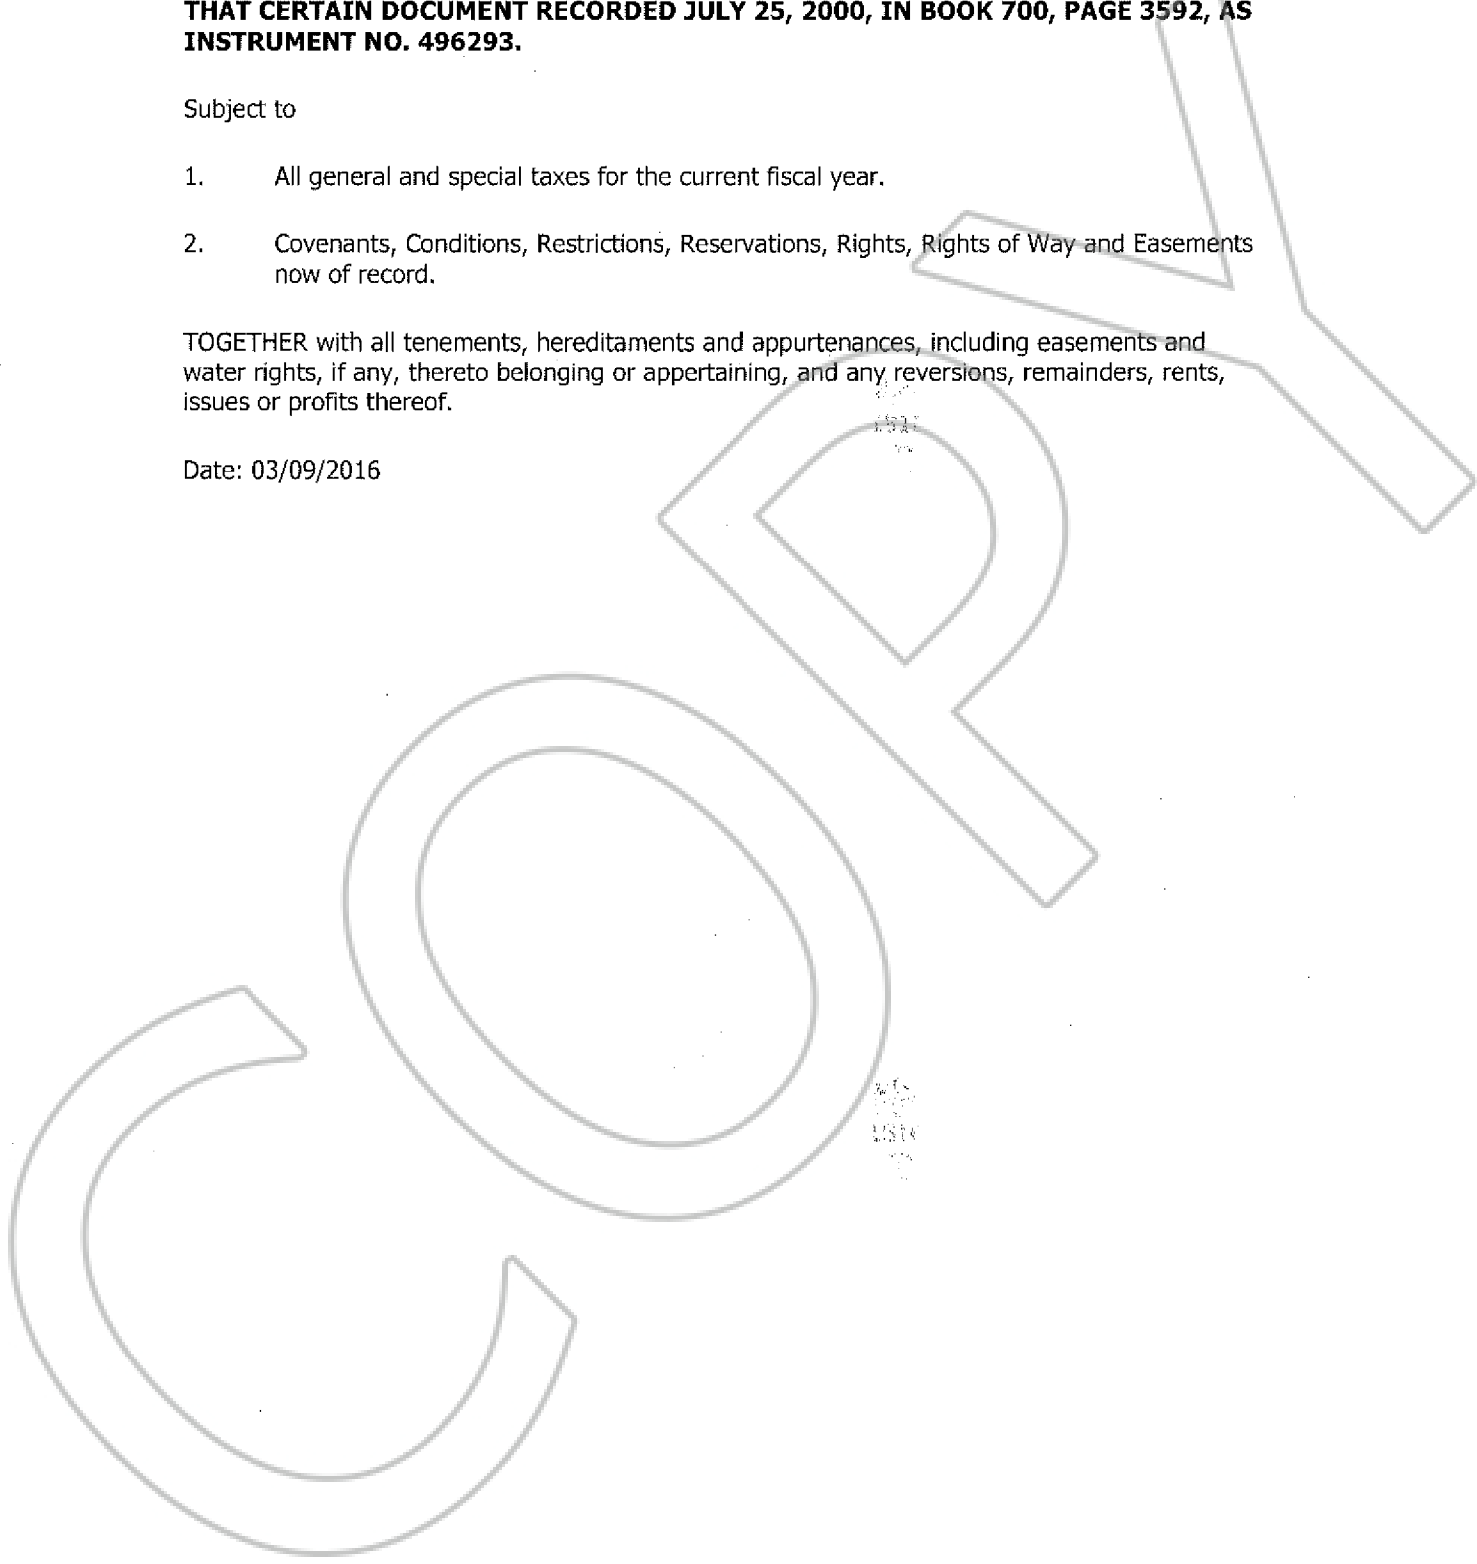 THAT CERTAIN DOCUMENT RECORDED JULY 25, 2000, IN BOOK 700, PAGE 3592, AS
INSTRUMENT NO. 496293.
Subject to
1. All general and special taxes for the current fiscal year.
2. Covenants, Conditions, Restrictions, Reservations, Rights, Rights of Way and Easements
now of record.
TOGETHER with all tenements, hereditaments and appurtenances, including easements and
water rights, if any, thereto belonging or appertaining, and any reversions, remainders, rents,
issues or profits thereof.
Date: 03/09/2016
COPY